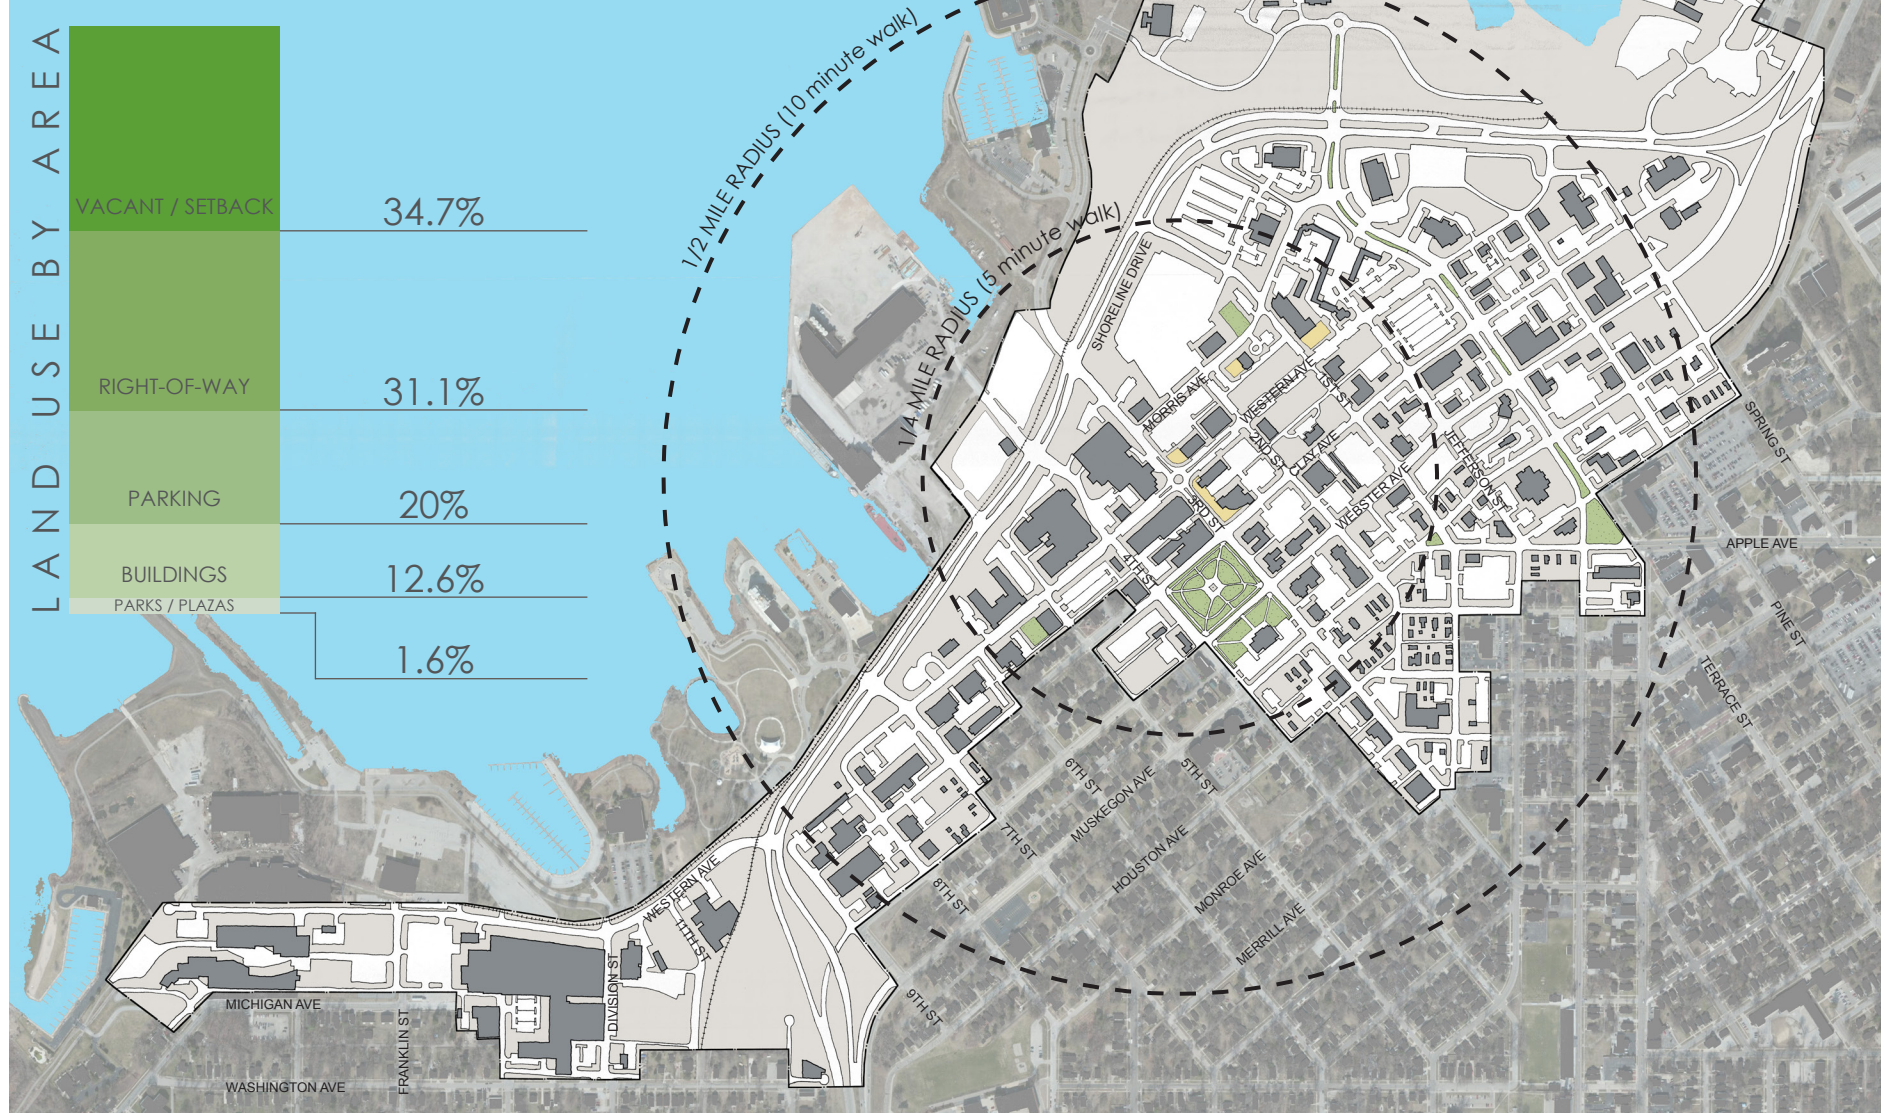 LAND USE BY AREA
VACANT / SETBACK
34.7%
RIGHT-OF-WAY
31.1%
PARKING
20%
BUILDINGS
12.6%
PARKS / PLAZAS
1.6%
1/2 MILE RADIUS (10 minute walk)
1/4 MILE RADIUS (5 minute walk)
SHORELINE DRIVE
MORRIS AVE
WESTERN AVE
1ST ST
2ND ST
CLAY AVE
3RD ST
WEBSTER AVE
JEFFERSON ST
4TH ST
SPRING ST
APPLE AVE
PINE ST
TERRACE ST
5TH ST
6TH ST
MUSKEGON AVE
7TH ST
HOUSTON AVE
8TH ST
MONROE AVE
MERRILL AVE
9TH ST
WESTERN AVE
11TH ST
DIVISION ST
MICHIGAN AVE
FRANKLIN ST
WASHINGTON AVE